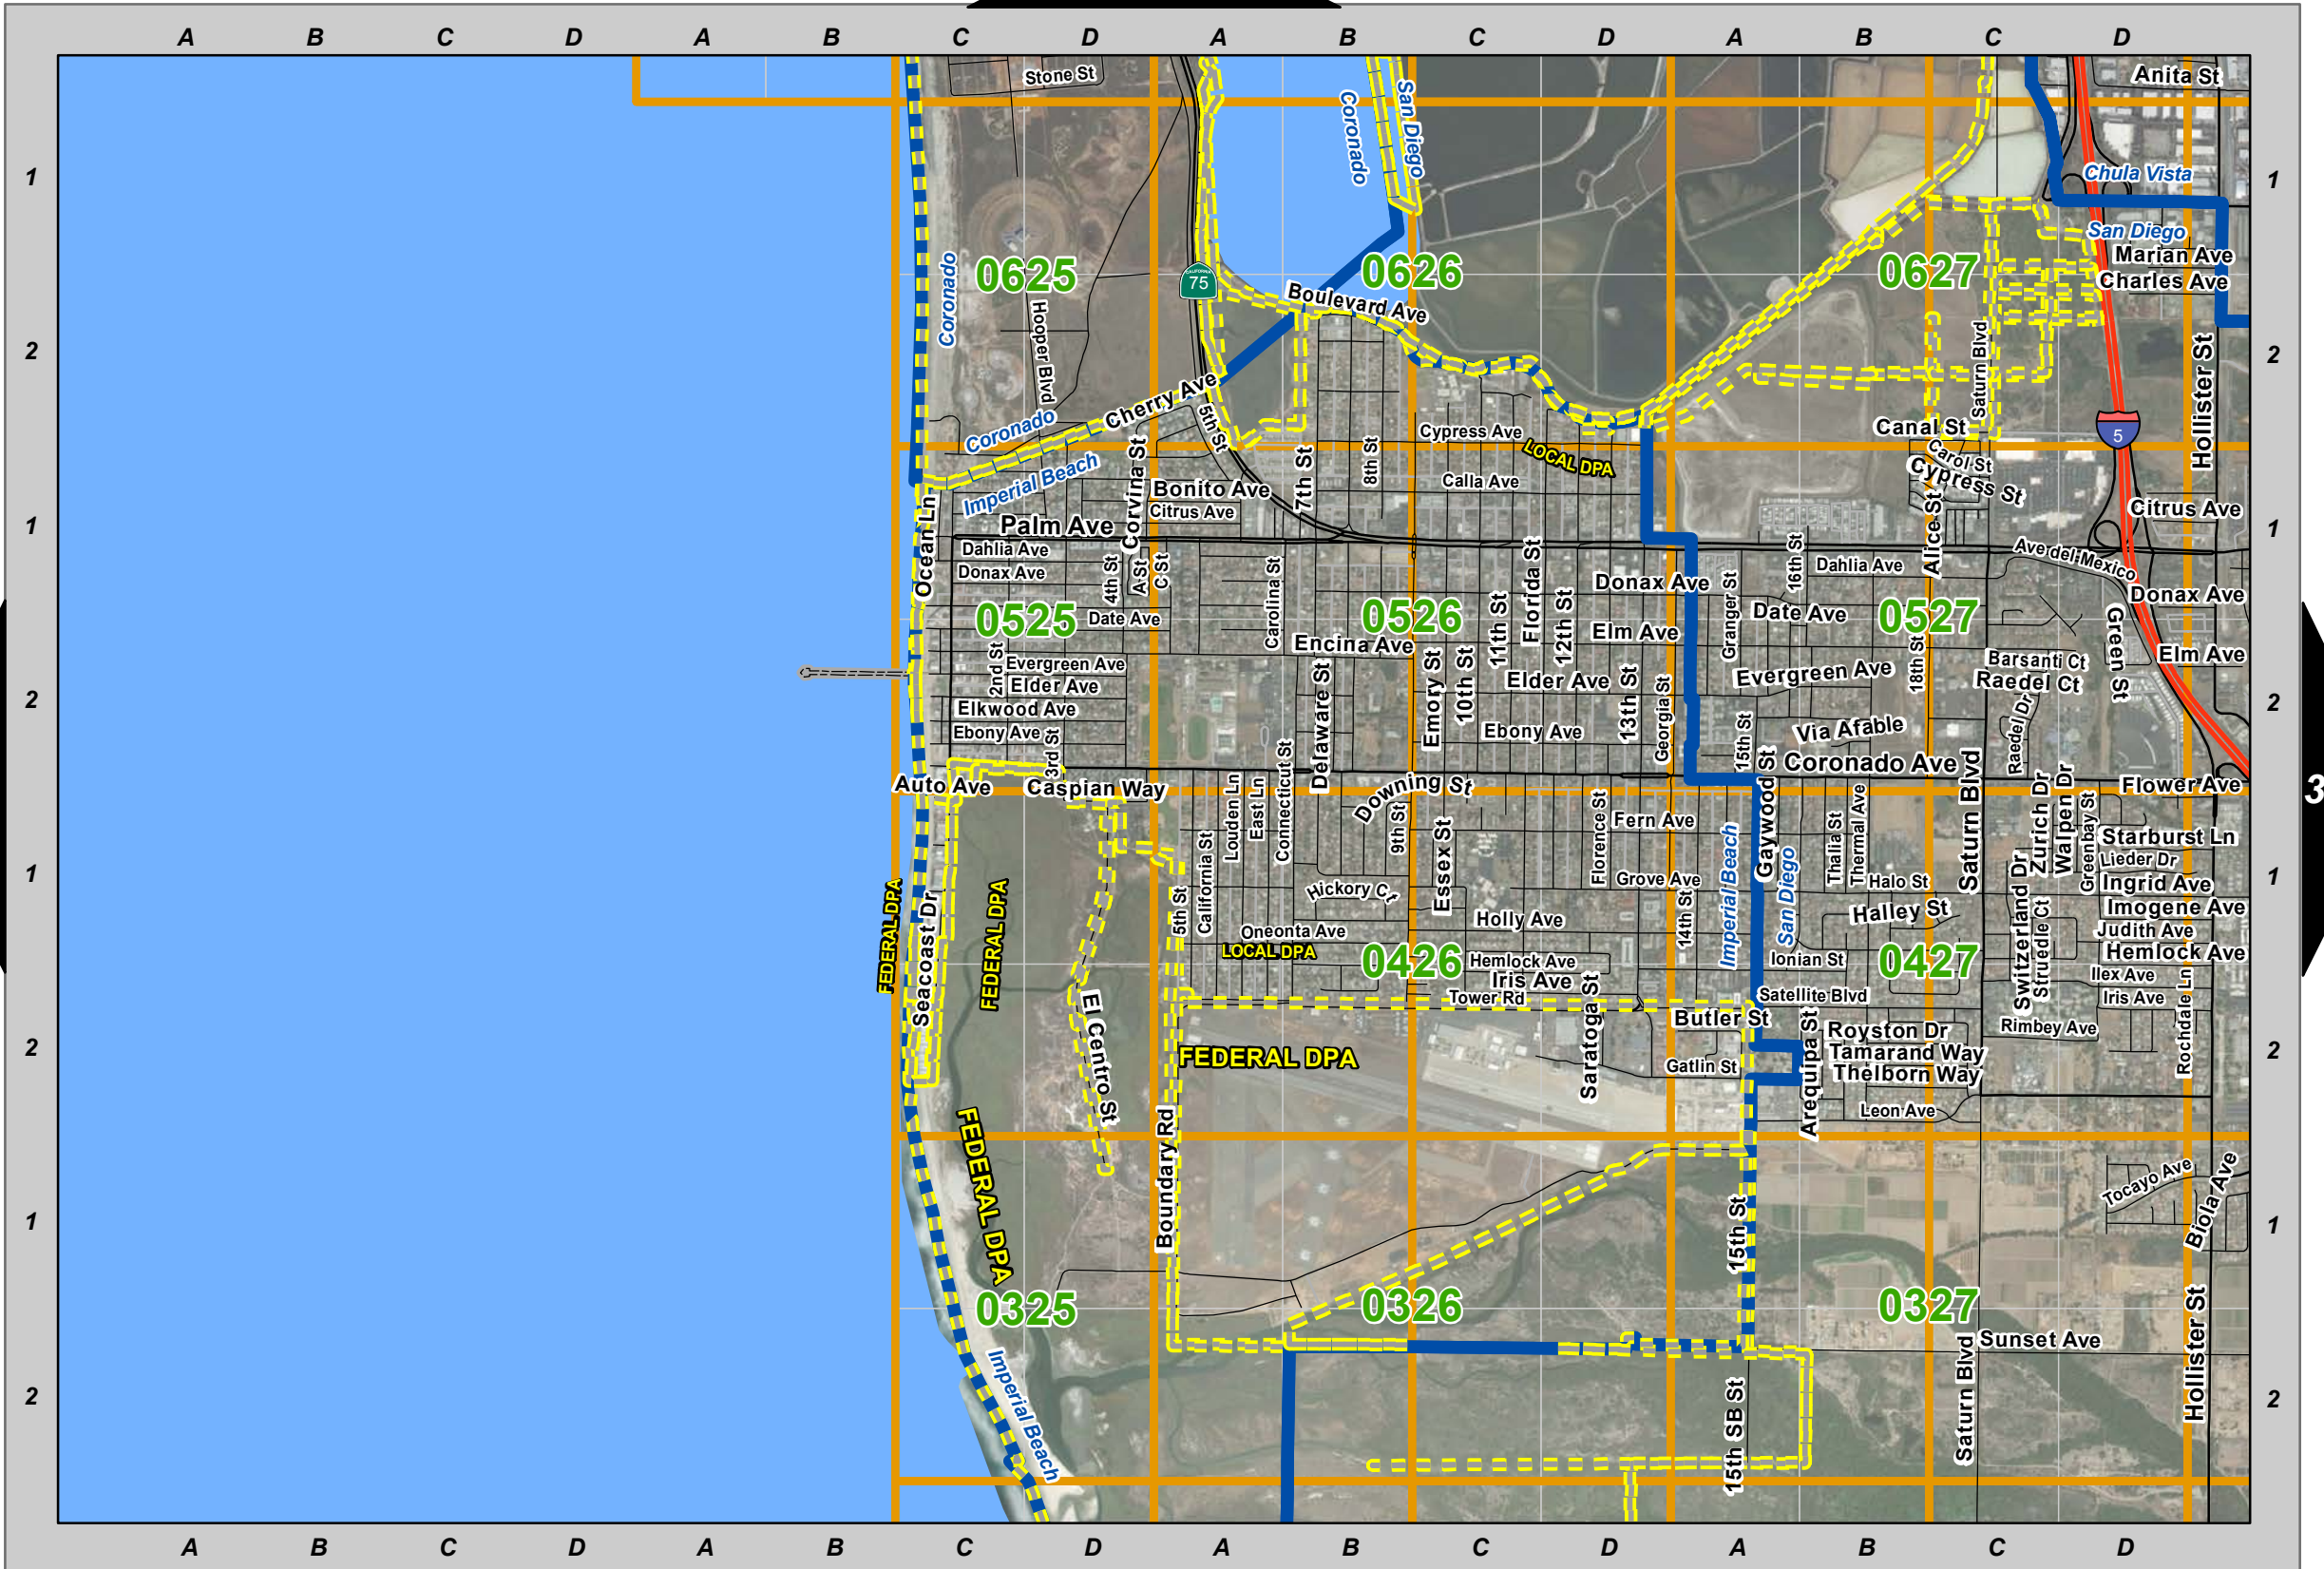 A B C D A B C D A B C D A B C D
Stone St
Anita St
Coronado
San Diego
1
1
Chula Vista
San Diego
Coronado
0625
CALIFORNIA
75
0626
0627
Marian Ave
Charles Ave
Boulevard Ave
Hooper Blvd
Saturn Blvd
Hollister St
2
2
Cherry Ave
5th St
Coronado
Imperial Beach
Corvina St
Cypress Ave
LOCAL DPA
Canal St
5
Carol St
Cypress St
7th St
8th St
Calla Ave
Bonito Ave
Citrus Ave
Citrus Ave
Alice St
1
1
Ocean Ln
Palm Ave
Dahlia Ave
Donax Ave
4th St
A St
C St
Carolina St
Florida St
Donax Ave
16th St
Dahlia Ave
Ave del Mexico
Donax Ave
0525
Date Ave
0526
11th St
12th St
Elm Ave
Granger St
Date Ave
0527
Green St
Encina Ave
Elm Ave
2nd St
Evergreen Ave
Elder Ave
Elkwood Ave
Ebony Ave
3rd St
Delaware St
Emory St
10th St
Elder Ave
Ebony Ave
13th St
Georgia St
Evergreen Ave
18th St
Barsanti Ct
Raedel Ct
Raedel Dr
2
2
15th St
Via Afable
Coronado Ave
Auto Ave
Caspian Way
Louden Ln
East Ln
Connecticut St
Downing St
Gaywood St
Saturn Blvd
Flower Ave
3
9th St
Essex St
Florence St
Fern Ave
Imperial Beach
San Diego
Thalia St
Thermal Ave
Zurich Dr
Walpen Dr
Greenbay St
Starburst Ln
Lieder Dr
1
1
FEDERAL DPA
Seacoast Dr
FEDERAL DPA
5th St
California St
Hickory Ct
Grove Ave
14th St
Halo St
Halley St
Switzerland Dr
Struedle Ct
Ingrid Ave
Imogene Ave
Judith Ave
Hemlock Ave
Holly Ave
Oneonta Ave
LOCAL DPA
0426
Hemlock Ave
Iris Ave
Tower Rd
Ionian St
0427
Ilex Ave
Iris Ave
Satellite Blvd
Rochdale Ln
El Centro St
Saratoga St
Butler St
Gatlin St
Arequipa St
Royston Dr
Tamarand Way
Thelborn Way
Rimbey Ave
2
2
FEDERAL DPA
Leon Ave
FEDERAL DPA
Boundary Rd
Tocayo Ave
Biola Ave
1
1
15th St
0325
0326
0327
Sunset Ave
Hollister St
Imperial Beach
Saturn Blvd
15th SB St
2
2
A B C D A B C D A B C D A B C D